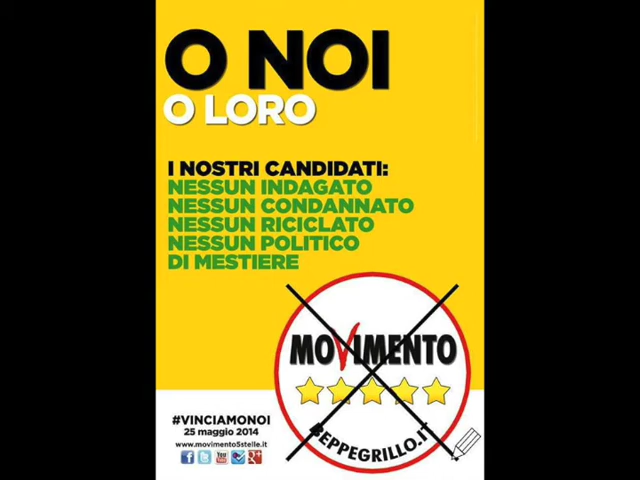 O NOI
O LORO
I NOSTRI CANDIDATI:
NESSUN INDAGATO
NESSUN CONDANNATO
NESSUN RICICLATO
NESSUN POLITICO
DI MESTIERE
MOVIMENTO
BEPPEGRILLO.IT
#VINCIAMONOI
25 maggio 2014
www.movimento5stelle.it